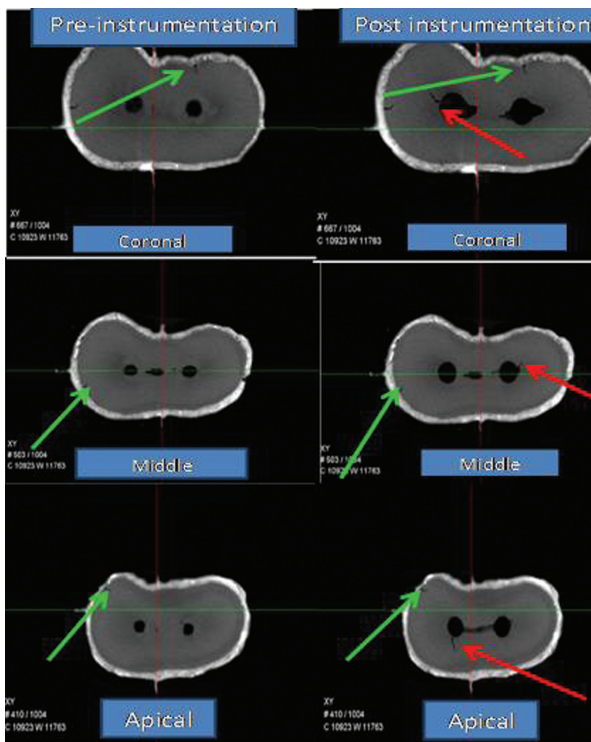 Pre-instrumentation
Post instrumentation
XY
# 667 / 1004
C 10923 W 11763
Coronal
XY
# 667 / 1004
C 10923 W 11763
Coronal
XY
# 503 / 1004
C 10923 W 11763
Middle
XY
# 503 / 1004
C 10923 W 11763
Middle
XY
# 410 / 1004
C 10923 W 11763
Apical
XY
# 410 / 1004
C 10923 W 11763
Apical